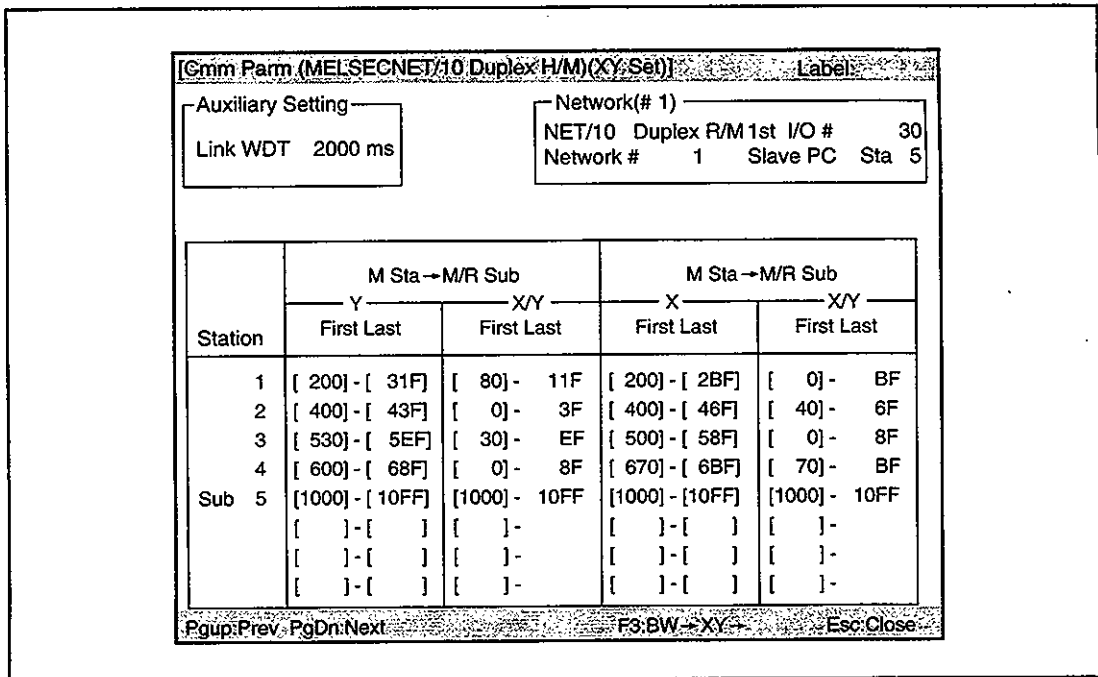 [Cmm Parm (MELSECNET/10 Duplex H/M)(XY Set)] Label:
Auxiliary Setting
Link WDT 2000 ms
Network(# 1)
NET/10 Duplex R/M 1st I/O # 30
Network # 1 Slave PC Sta 5
M Sta→M/R Sub M Sta→M/R Sub
Y X/Y X X/Y
Station First Last First Last First Last First Last
1 [ 200] - [ 31F] [ 80] - 11F [ 200] - [ 2BF] [ 0] - BF
2 [ 400] - [ 43F] [ 0] - 3F [ 400] - [ 46F] [ 40] - 6F
3 [ 530] - [ 5EF] [ 30] - EF [ 500] - [ 58F] [ 0] - 8F
4 [ 600] - [ 68F] [ 0] - 8F [ 670] - [ 6BF] [ 70] - BF
Sub 5 [1000] - [ 10FF] [1000] - 10FF [1000] - [10FF] [1000] - 10FF
[ ] - [ ] [ ] - [ ] - [ ] [ ] -
[ ] - [ ] [ ] - [ ] - [ ] [ ] -
[ ] - [ ] [ ] - [ ] - [ ] [ ] -
Pgup:Prev PgDn:Next F3:BW→XY→ Esc:Close